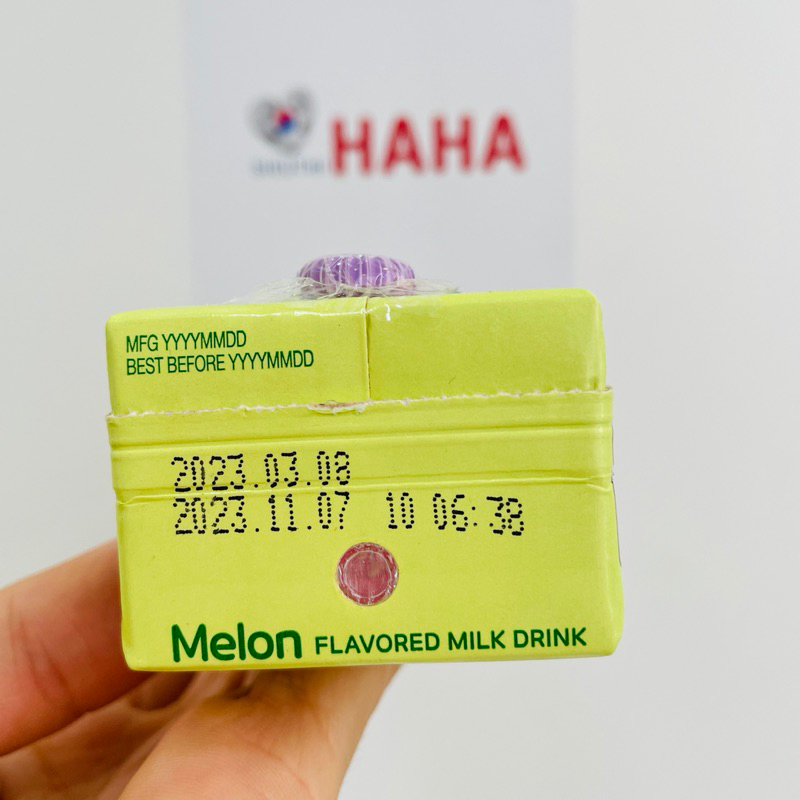 HAHA
MFG YYYYMMDD
BEST BEFORE YYYYMMDD
2023.03.08
2023.11.07 10 06:38
Melon FLAVORED MILK DRINK